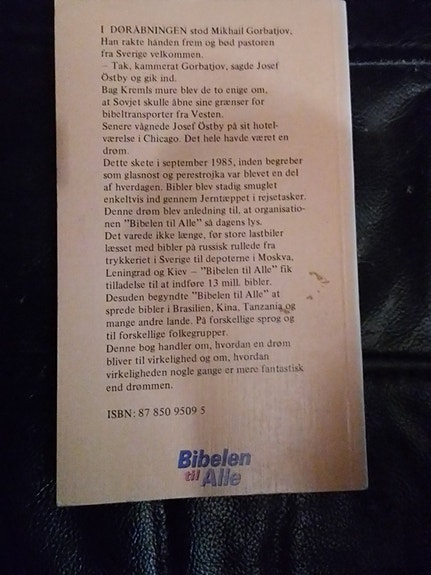 I DØRÅBNINGEN stod Mikhail Gorbatjov,
Han rakte hånden frem og bød pastoren
fra Sverige velkommen.
– Tak, kammerat Gorbatjov, sagde Josef
Östby og gik ind.
Bag Kremls mure blev de to enige om,
at Sovjet skulle åbne sine grænser for
bibeltransporter fra Vesten.
Senere vågnede Josef Östby på sit hotel-
værelse i Chicago. Det hele havde været en
drøm.
Dette skete i september 1985, inden begreber
som glasnost og perestrojka var blevet en del
af hverdagen. Bibler blev stadig smuglet
enkeltvis ind gennem Jerntæppet i rejsetasker.
Denne drøm blev anledning til, at organisatio-
nen "Bibelen til Alle" så dagens lys.
Det varede ikke længe, før store lastbiler
læsset med bibler på russisk rullede fra
trykkeriet i Sverige til depoterne i Moskva,
Leningrad og Kiev – "Bibelen til Alle" fik
tilladelse til at indføre 13 mill. bibler.
Desuden begyndte "Bibelen til Alle" at
sprede bibler i Brasilien, Kina, Tanzania og
mange andre lande. På forskellige sprog og
til forskellige folkegrupper.
Denne bog handler om, hvordan en drøm
bliver til virkelighed og om, hvordan
virkeligheden nogle gange er mere fantastisk
end drømmen.
ISBN: 87 850 9509 5
Bibelen
til Alle